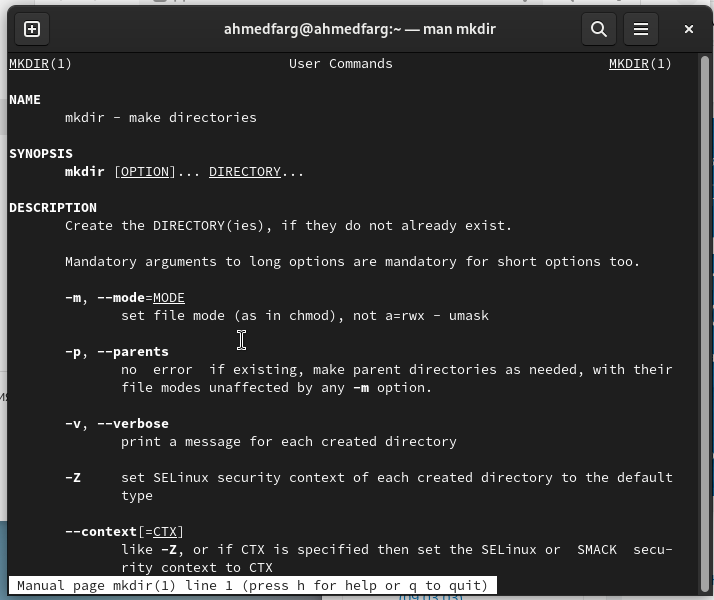 ahmedfarg@ahmedfarg:~ — man mkdir
MKDIR(1) User Commands MKDIR(1)
NAME
mkdir - make directories
SYNOPSIS
mkdir [OPTION]... DIRECTORY...
DESCRIPTION
Create the DIRECTORY(ies), if they do not already exist.
Mandatory arguments to long options are mandatory for short options too.
-m, --mode=MODE
set file mode (as in chmod), not a=rwx - umask
-p, --parents
no error if existing, make parent directories as needed, with their
file modes unaffected by any -m option.
-v, --verbose
print a message for each created directory
-Z set SELinux security context of each created directory to the default
type
--context[=CTX]
like -Z, or if CTX is specified then set the SELinux or SMACK secu-
rity context to CTX
Manual page mkdir(1) line 1 (press h for help or q to quit)